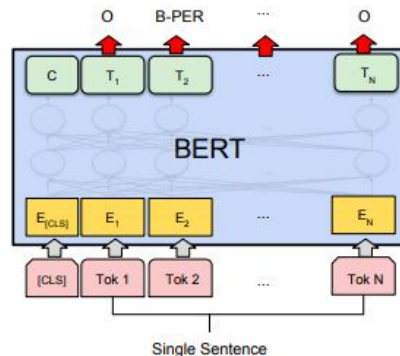 O B-PER ... O
C T1 T2 ... TN
BERT
E[CLS] E1 E2 ... EN
[CLS] Tok 1 Tok 2 ... Tok N
Single Sentence